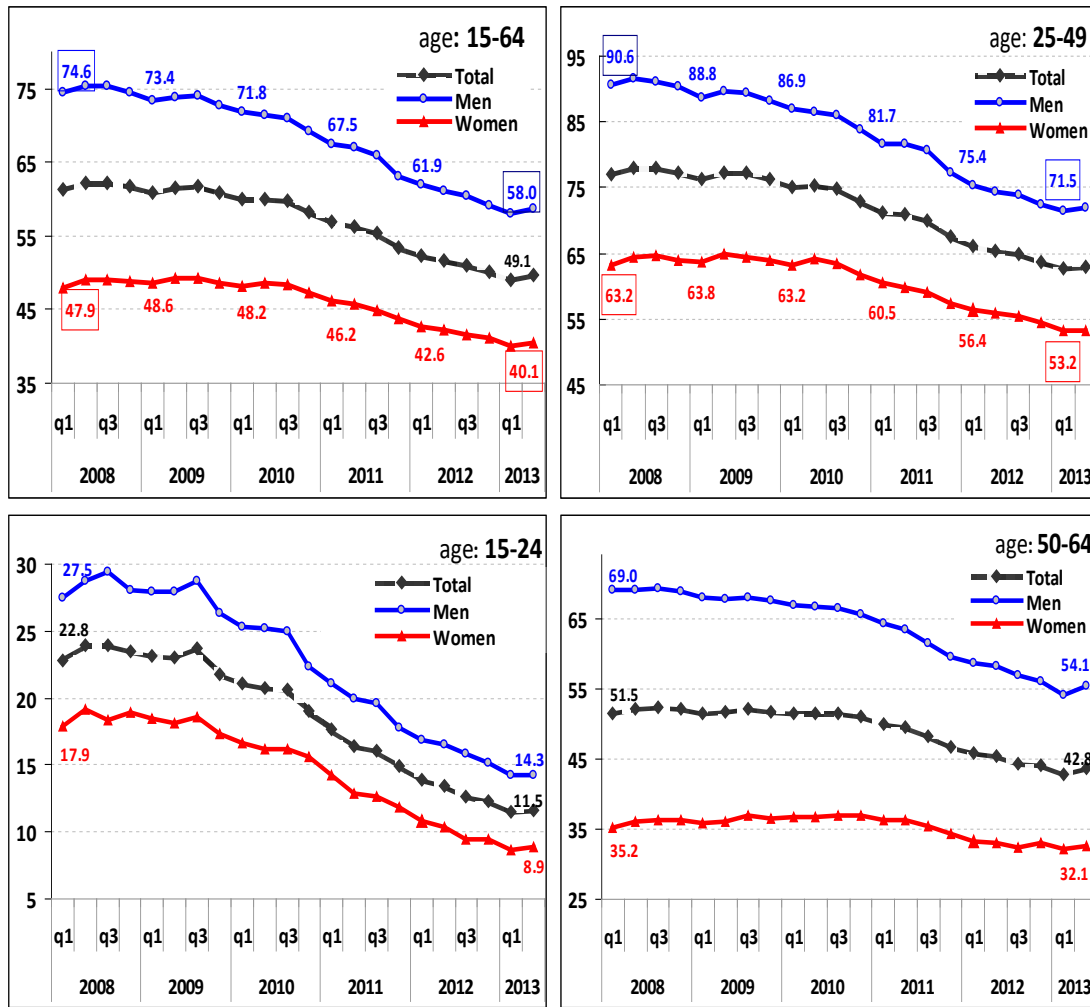 age: 15-64
Total
Men
Women
75
65
55
45
35
74.6
73.4
71.8
67.5
61.9
58.0
49.1
47.9
48.6
48.2
46.2
42.6
40.1
q1 q3 q1 q3 q1 q3 q1 q3 q1 q3 q1
2008 2009 2010 2011 2012 2013
age: 25-49
Total
Men
Women
95
85
75
65
55
45
90.6
88.8
86.9
81.7
75.4
71.5
63.2
63.8
63.2
60.5
56.4
53.2
q1 q3 q1 q3 q1 q3 q1 q3 q1 q3 q1
2008 2009 2010 2011 2012 2013
age: 15-24
Total
Men
Women
30
25
20
15
10
5
27.5
22.8
17.9
14.3
11.5
8.9
q1 q3 q1 q3 q1 q3 q1 q3 q1 q3 q1
2008 2009 2010 2011 2012 2013
age: 50-64
Total
Men
Women
65
55
45
35
25
69.0
51.5
35.2
54.1
42.8
32.1
q1 q3 q1 q3 q1 q3 q1 q3 q1 q3 q1
2008 2009 2010 2011 2012 2013